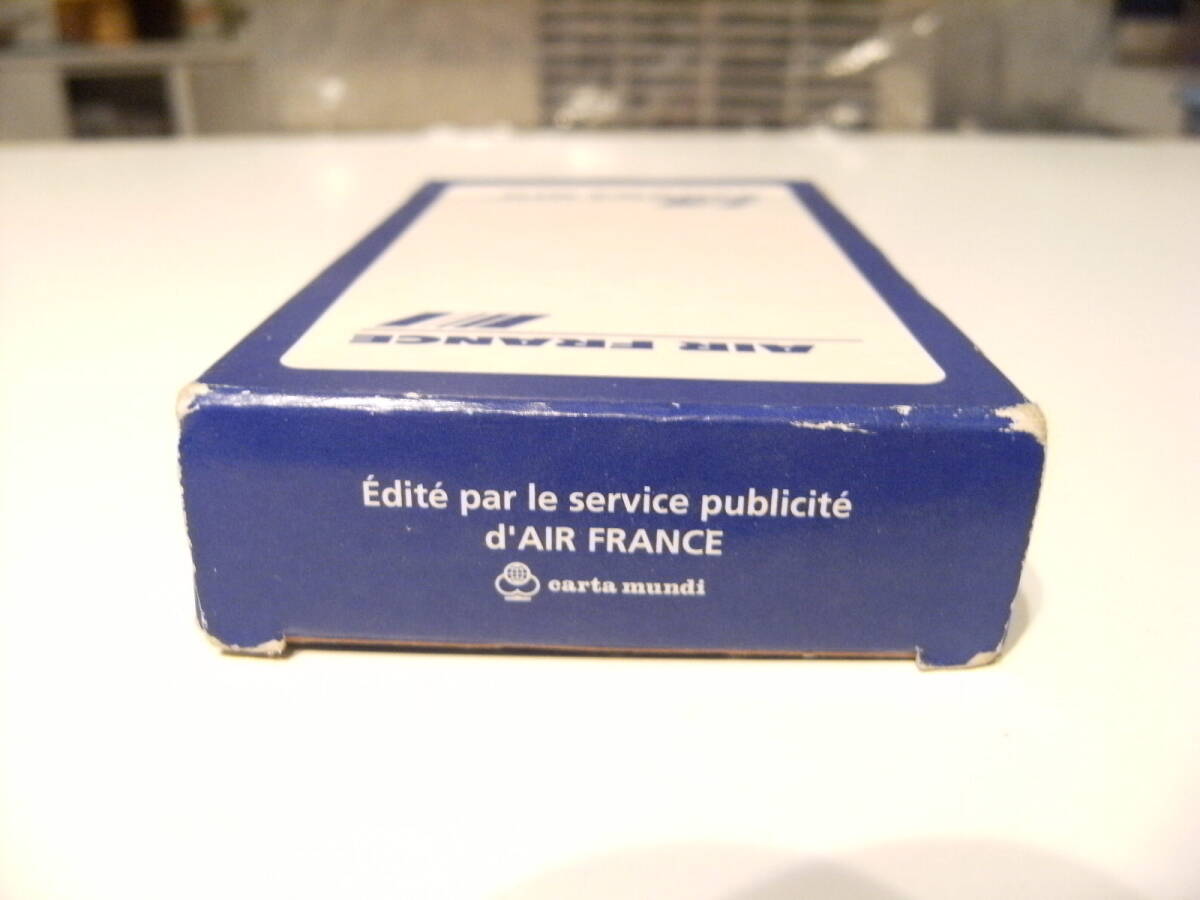 AIR FRANCE
Édité par le service publicité
d'AIR FRANCE
carta mundi